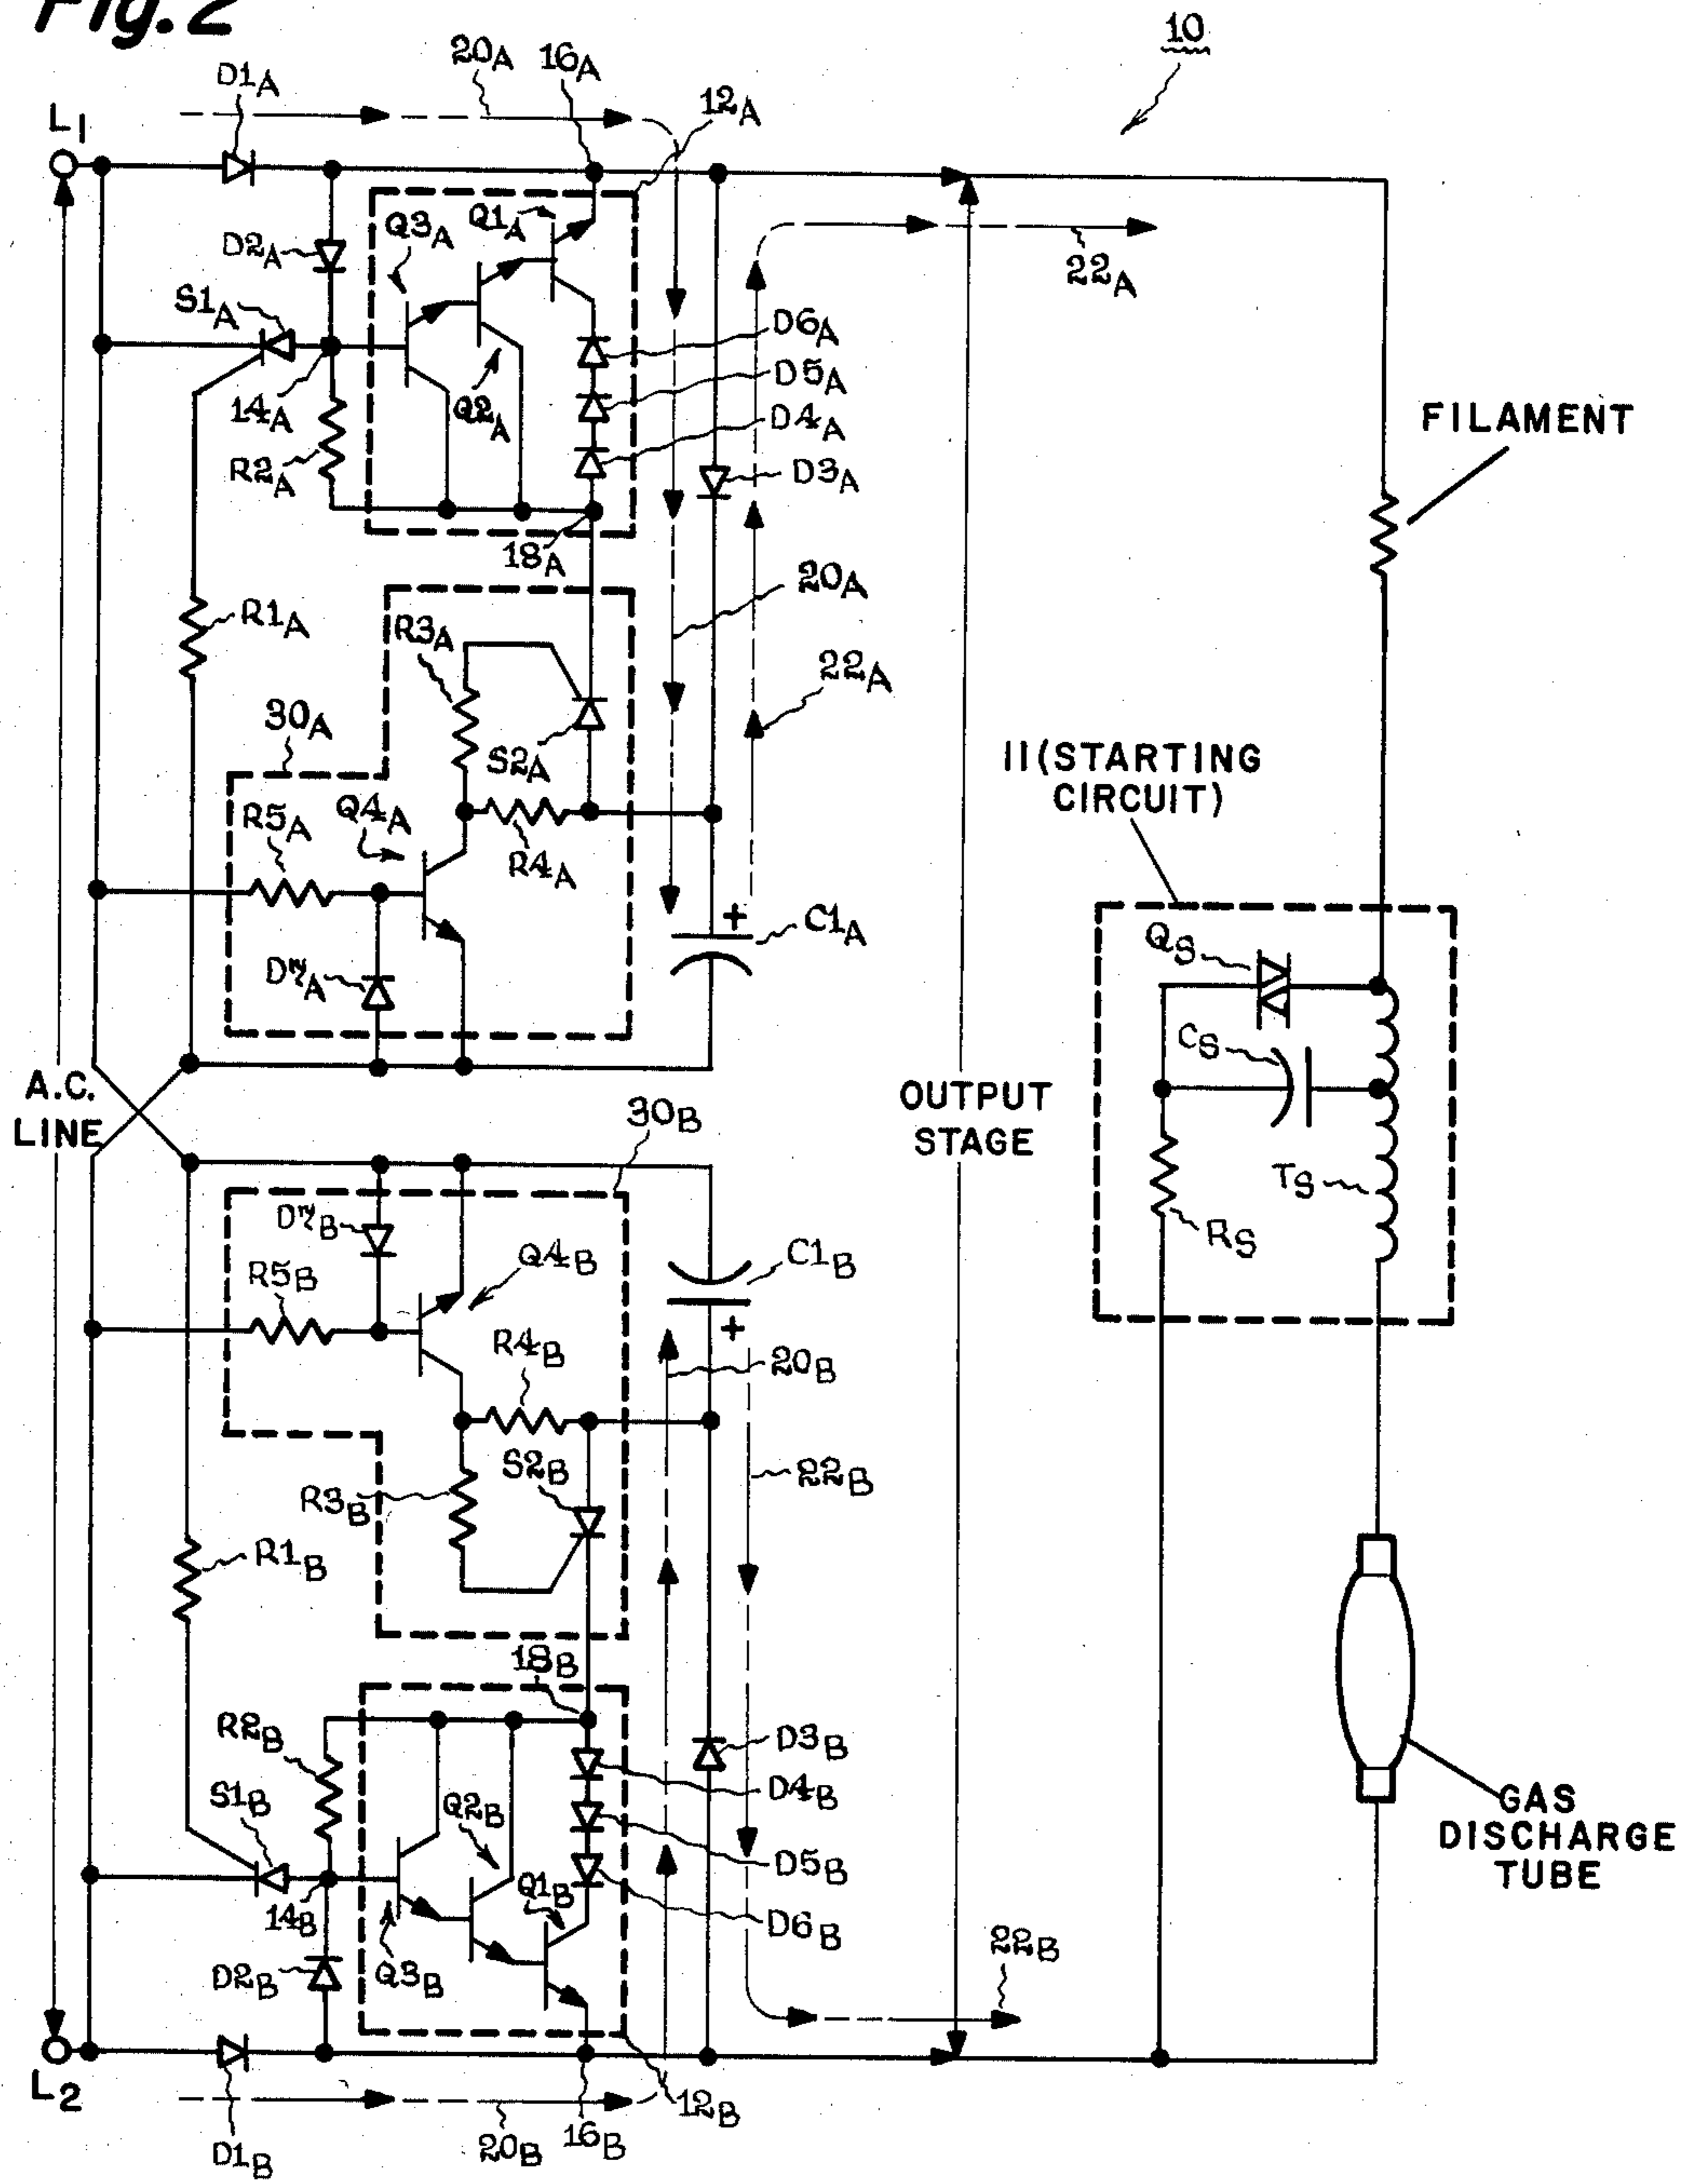 Fig. 2
10
20A
16A
D1A
12A
L1
Q1A
Q3A
D2A
22A
S1A
D6A
D5A
Q2A
14A
D4A
FILAMENT
R2A
D3A
18A
20A
R1A
R3A
22A
30A
S2A
11(STARTING
CIRCUIT)
Q4A
R5A
R4A
+
C1A
QS
D7A
CS
A.C.
LINE
OUTPUT
STAGE
30B
TS
D7B
RS
Q4B
C1B
R5B
+
R4B
20B
S2B
22B
R3B
R1B
18B
R2B
D3B
D4B
S1B
Q2B
GAS
DISCHARGE
TUBE
D5B
Q1B
14B
D6B
22B
D2B
Q3B
L2
12B
16B
20B
D1B